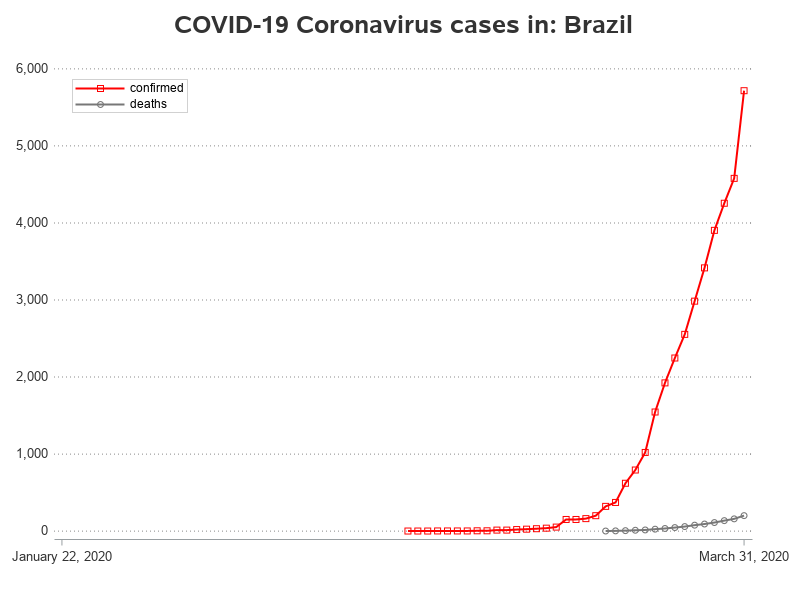 COVID-19 Coronavirus cases in: Brazil
6,000
confirmed
deaths
5,000
4,000
3,000
2,000
1,000
0
January 22, 2020 March 31, 2020